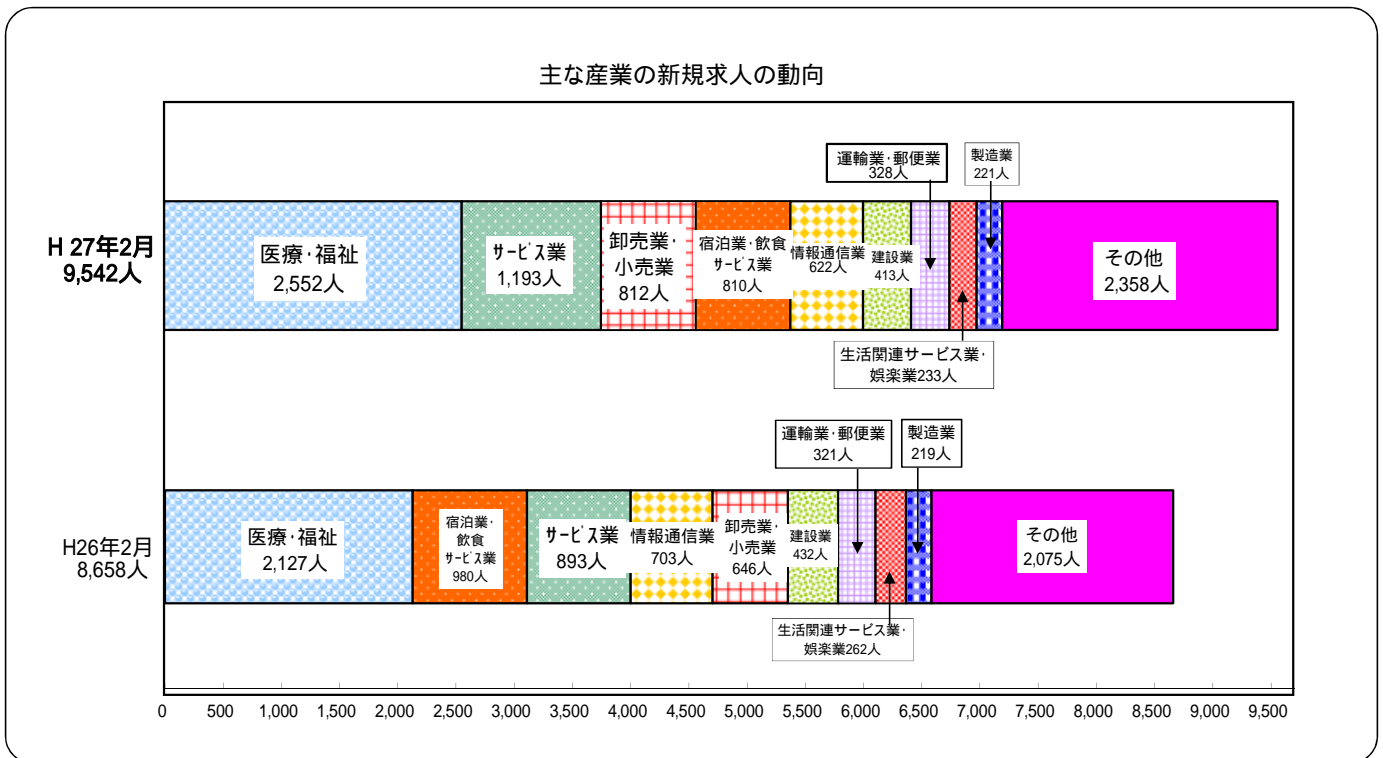 主な産業の新規求人の動向
運輸業・郵便業
328人
製造業
221人
H 27年2月
9,542人
医療・福祉
2,552人
サービス業
1,193人
卸売業・
小売業
812人
宿泊業・飲食
サービス業
810人
情報通信業
622人
建設業
413人
その他
2,358人
生活関連サービス業・
娯楽業233人
運輸業・郵便業
321人
製造業
219人
H26年2月
8,658人
医療・福祉
2,127人
宿泊業・
飲食
サービス業
980人
サービス業
893人
情報通信業
703人
卸売業・
小売業
646人
建設業
432人
その他
2,075人
生活関連サービス業・
娯楽業262人
0 500 1,000 1,500 2,000 2,500 3,000 3,500 4,000 4,500 5,000 5,500 6,000 6,500 7,000 7,500 8,000 8,500 9,000 9,500